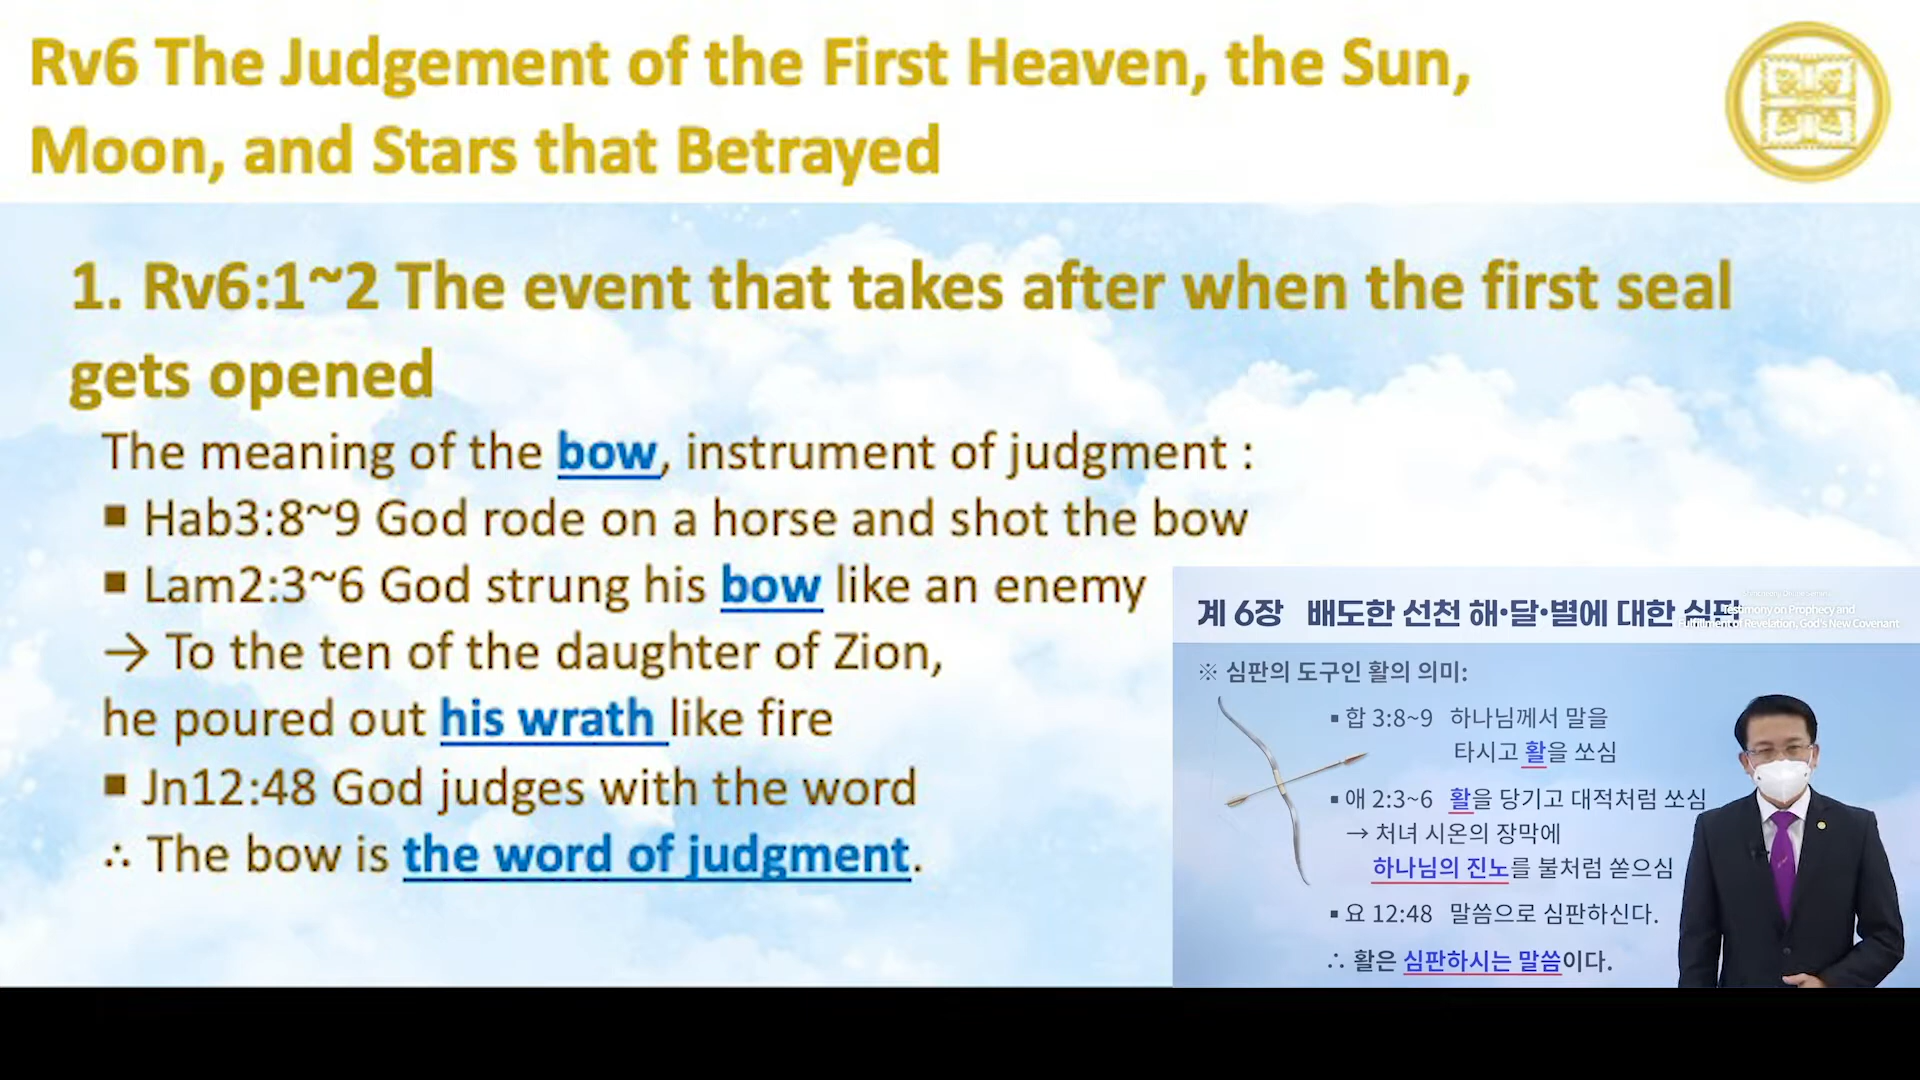 Rv6 The Judgement of the First Heaven, the Sun,
Moon, and Stars that Betrayed
1. Rv6:1~2 The event that takes after when the first seal
gets opened
The meaning of the bow, instrument of judgment :
▪ Hab3:8~9 God rode on a horse and shot the bow
▪ Lam2:3~6 God strung his bow like an enemy
→ To the ten of the daughter of Zion,
he poured out his wrath like fire
▪ Jn12:48 God judges with the word
∴ The bow is the word of judgment.
계 6장 배도한 선천 해·달·별에 대한 심판
Testimony on Prophecy and
Fulfillment of Revelation, God's New Covenant
※ 심판의 도구인 활의 의미:
▪ 합 3:8~9 하나님께서 말을
타시고 활을 쏘심
▪ 애 2:3~6 활을 당기고 대적처럼 쏘심
→ 처녀 시온의 장막에
하나님의 진노를 불처럼 쏟으심
▪ 요 12:48 말씀으로 심판하신다.
∴ 활은 심판하시는 말씀이다.